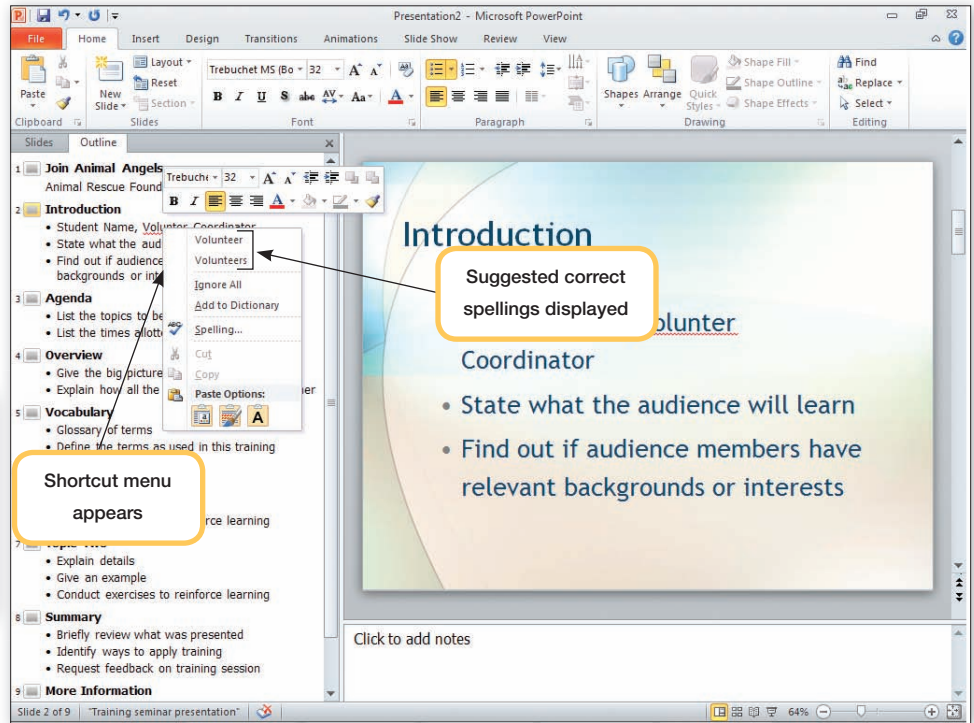 Presentation2 - Microsoft PowerPoint
File Home Insert Design Transitions Animations Slide Show Review View
Paste
Clipboard
New Slide
Layout
Reset
Section
Slides
Trebuchet MS (Bo 32
B I U S abc AV Aa A
Font
Paragraph
Shapes Arrange Quick Styles
Shape Fill
Shape Outline
Shape Effects
Drawing
Find
Replace
Select
Editing
Slides Outline
1 Join Animal Angels
Animal Rescue Found
2 Introduction
• Student Name, Volunter Coordinator
• State what the aud
• Find out if audience
backgrounds or int
3 Agenda
• List the topics to be
• List the times allott
4 Overview
• Give the big picture
• Explain how all the er
5 Vocabulary
• Glossary of terms
• Define the terms as used in this training
rce learning
7
• Explain details
• Give an example
• Conduct exercises to reinforce learning
8 Summary
• Briefly review what was presented
• Identify ways to apply training
• Request feedback on training session
9 More Information
Trebuche 32 A A
B I A
Volunteer
Volunteers
Ignore All
Add to Dictionary
Spelling...
Cut
Copy
Paste Options:
A
Shortcut menu
appears
Suggested correct
spellings displayed
Introduction
olunter
Coordinator
• State what the audience will learn
• Find out if audience members have
relevant backgrounds or interests
Click to add notes
Slide 2 of 9 "Training seminar presentation" 64%